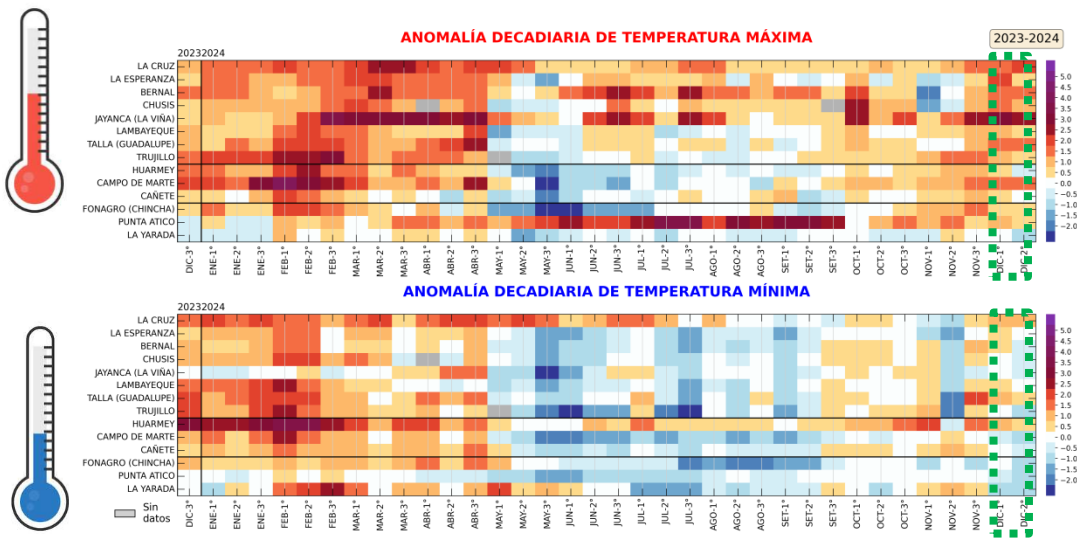 ANOMALÍA DECADIARIA DE TEMPERATURA MÁXIMA
2023-2024
20232024
LA CRUZ
LA ESPERANZA
BERNAL
CHUSIS
JAYANCA (LA VIÑA)
LAMBAYEQUE
TALLA (GUADALUPE)
TRUJILLO
HUARMEY
CAMPO DE MARTE
CAÑETE
FONAGRO (CHINCHA)
PUNTA ATICO
LA YARADA
5.0
4.5
4.0
3.5
3.0
2.5
2.0
1.5
1.0
0.5
0.0
−0.5
−1.0
−1.5
−2.0
DIC-3°
ENE-1°
ENE-2°
ENE-3°
FEB-1°
FEB-2°
FEB-3°
MAR-1°
MAR-2°
MAR-3°
ABR-1°
ABR-2°
ABR-3°
MAY-1°
MAY-2°
MAY-3°
JUN-1°
JUN-2°
JUN-3°
JUL-1°
JUL-2°
JUL-3°
AGO-1°
AGO-2°
AGO-3°
SET-1°
SET-2°
SET-3°
OCT-1°
OCT-2°
OCT-3°
NOV-1°
NOV-2°
NOV-3°
DIC-1°
DIC-2°
ANOMALÍA DECADIARIA DE TEMPERATURA MÍNIMA
20232024
LA CRUZ
LA ESPERANZA
BERNAL
CHUSIS
JAYANCA (LA VIÑA)
LAMBAYEQUE
TALLA (GUADALUPE)
TRUJILLO
HUARMEY
CAMPO DE MARTE
CAÑETE
FONAGRO (CHINCHA)
PUNTA ATICO
LA YARADA
5.0
4.5
4.0
3.5
3.0
2.5
2.0
1.5
1.0
0.5
0.0
−0.5
−1.0
−1.5
−2.0
Sin
datos
DIC-3°
ENE-1°
ENE-2°
ENE-3°
FEB-1°
FEB-2°
FEB-3°
MAR-1°
MAR-2°
MAR-3°
ABR-1°
ABR-2°
ABR-3°
MAY-1°
MAY-2°
MAY-3°
JUN-1°
JUN-2°
JUN-3°
JUL-1°
JUL-2°
JUL-3°
AGO-1°
AGO-2°
AGO-3°
SET-1°
SET-2°
SET-3°
OCT-1°
OCT-2°
OCT-3°
NOV-1°
NOV-2°
NOV-3°
DIC-1°
DIC-2°